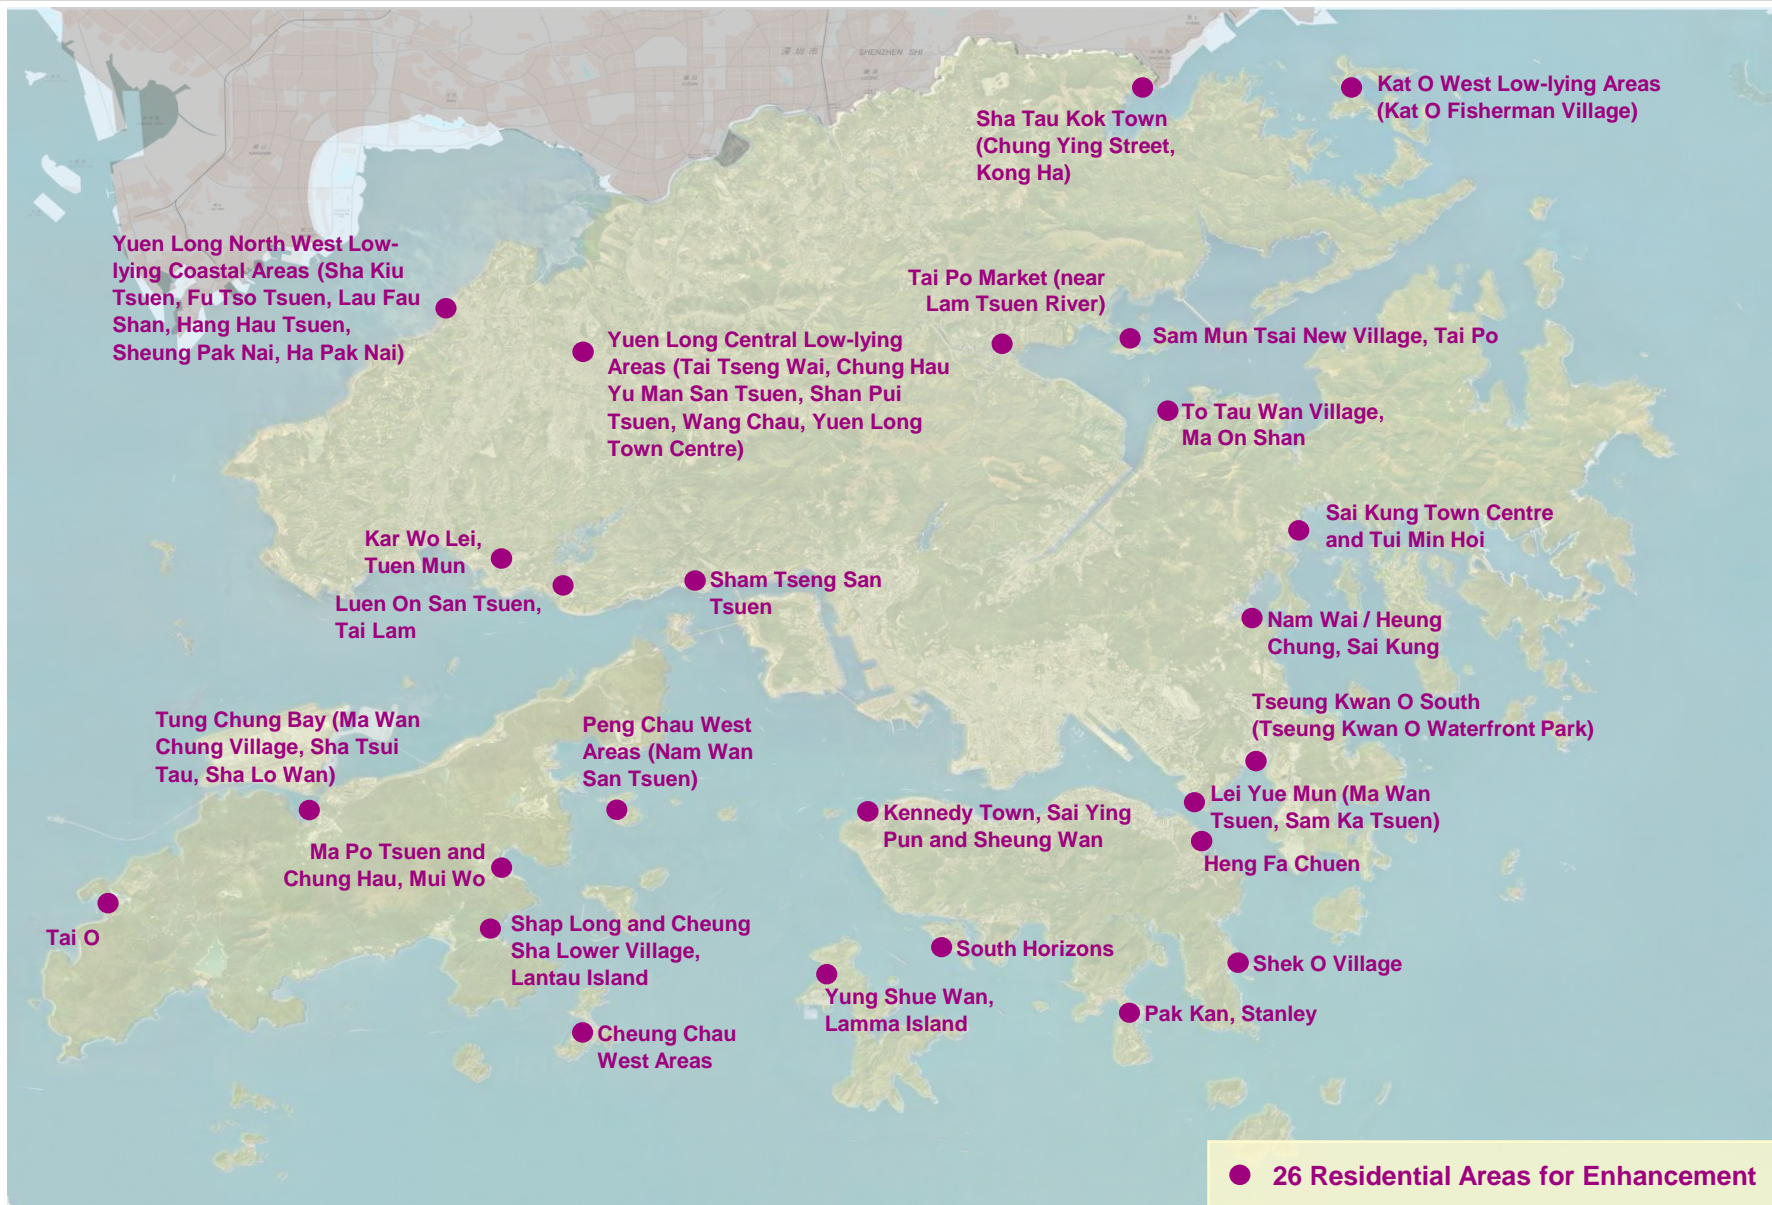 深圳市
SHENZHEN SHI
Kat O West Low-lying Areas
(Kat O Fisherman Village)
Sha Tau Kok Town
(Chung Ying Street,
Kong Ha)
Yuen Long North West Low-
lying Coastal Areas (Sha Kiu
Tsuen, Fu Tso Tsuen, Lau Fau
Shan, Hang Hau Tsuen,
Sheung Pak Nai, Ha Pak Nai)
Tai Po Market (near
Lam Tsuen River)
Yuen Long Central Low-lying
Areas (Tai Tseng Wai, Chung Hau
Yu Man San Tsuen, Shan Pui
Tsuen, Wang Chau, Yuen Long
Town Centre)
Sam Mun Tsai New Village, Tai Po
To Tau Wan Village,
Ma On Shan
Sai Kung Town Centre
and Tui Min Hoi
Kar Wo Lei,
Tuen Mun
Luen On San Tsuen,
Tai Lam
Sham Tseng San
Tsuen
Nam Wai / Heung
Chung, Sai Kung
Tseung Kwan O South
(Tseung Kwan O Waterfront Park)
Tung Chung Bay (Ma Wan
Chung Village, Sha Tsui
Tau, Sha Lo Wan)
Peng Chau West
Areas (Nam Wan
San Tsuen)
Kennedy Town, Sai Ying
Pun and Sheung Wan
Lei Yue Mun (Ma Wan
Tsuen, Sam Ka Tsuen)
Heng Fa Chuen
Ma Po Tsuen and
Chung Hau, Mui Wo
Tai O
Shap Long and Cheung
Sha Lower Village,
Lantau Island
South Horizons
Shek O Village
Yung Shue Wan,
Lamma Island
Pak Kan, Stanley
Cheung Chau
West Areas
26 Residential Areas for Enhancement